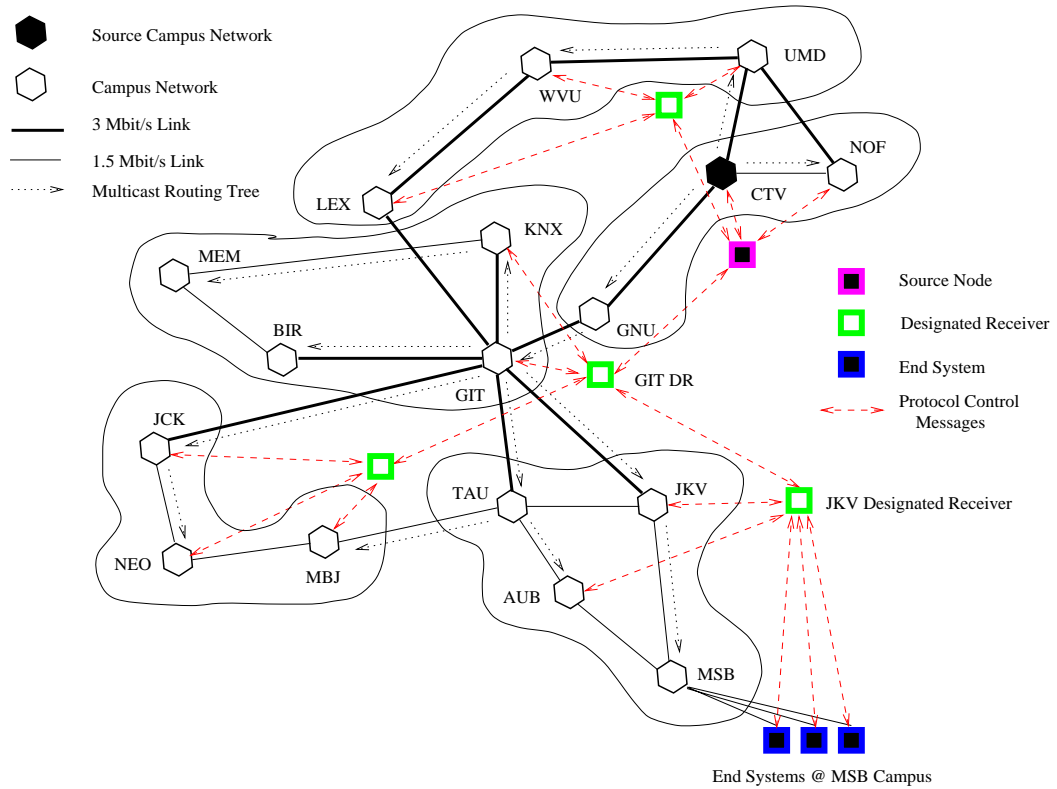 Source Campus Network
Campus Network
3 Mbit/s Link
1.5 Mbit/s Link
Multicast Routing Tree
UMD
WVU
NOF
CTV
LEX
KNX
MEM
GNU
BIR
GIT
GIT DR
Source Node
Designated Receiver
End System
Protocol Control
Messages
JCK
TAU
JKV
JKV Designated Receiver
NEO
MBJ
AUB
MSB
End Systems @ MSB Campus